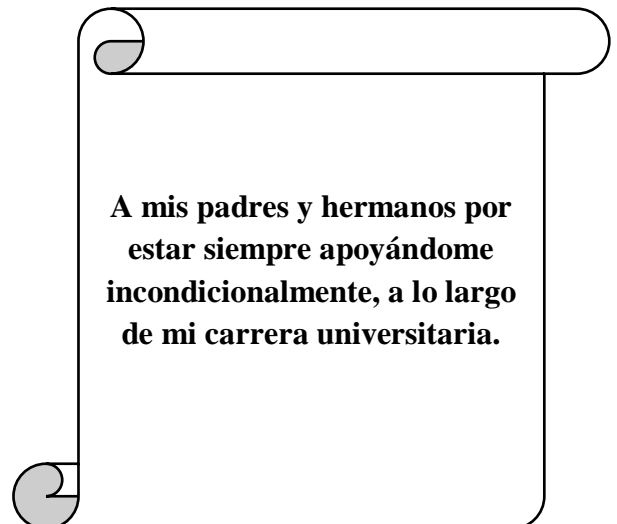 A mis padres y hermanos por
estar siempre apoyándome
incondicionalmente, a lo largo
de mi carrera universitaria.